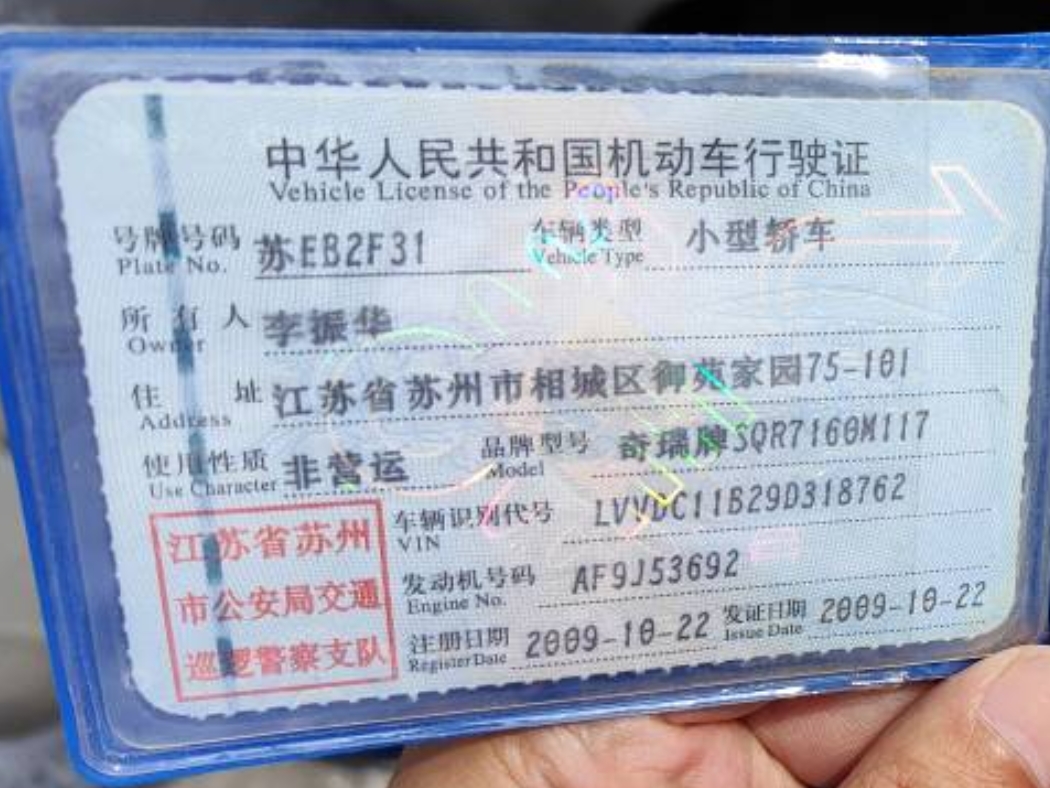 中华人民共和国机动车行驶证
Vehicle License of the People's Republic of China
号牌号码 苏EB2F31 车辆类型 小型轿车
Plate No. Vehicle Type
所有人 李振华
Owner
住址 江苏省苏州市相城区御苑家园75-101
Address
使用性质 非营运 品牌型号 奇瑞牌SQR7160M117
Use Character Model
车辆识别代号 LVVDC11B29D318762
VIN
发动机号码 AF9J53692
Engine No.
注册日期 2009-10-22 发证日期 2009-10-22
Register Date Issue Date
江苏省苏州
市公安局交通
巡逻警察支队